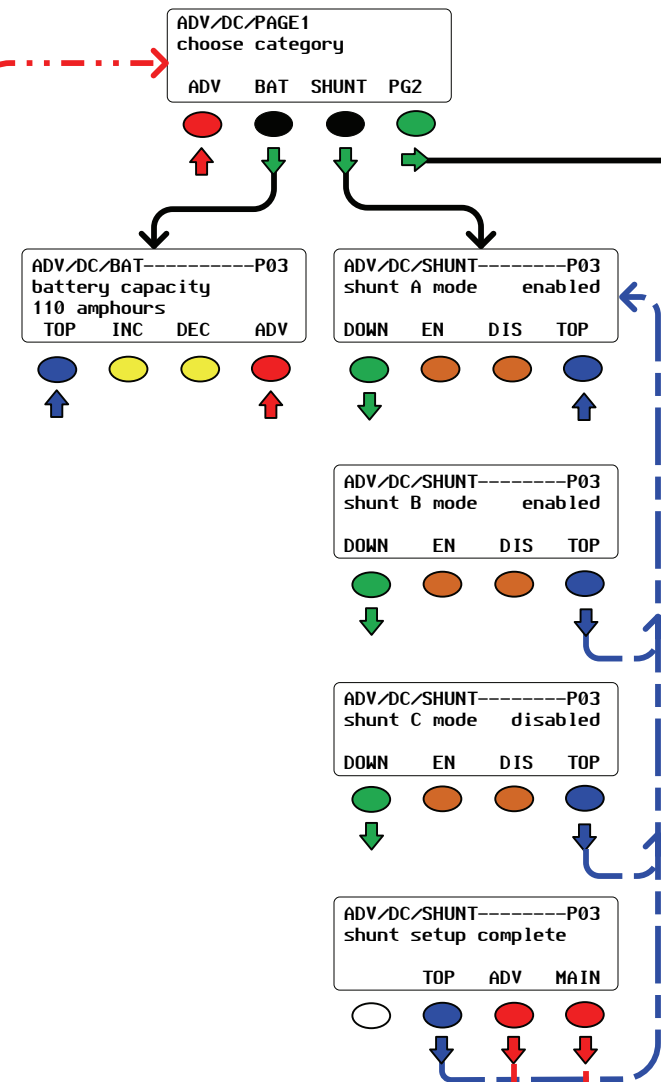 ADV/DC/PAGE1
choose category
ADV BAT SHUNT PG2
ADV/DC/BAT----------P03
battery capacity
110 amphours
TOP INC DEC ADV
ADV/DC/SHUNT--------P03
shunt A mode enabled
DOWN EN DIS TOP
ADV/DC/SHUNT--------P03
shunt B mode enabled
DOWN EN DIS TOP
ADV/DC/SHUNT--------P03
shunt C mode disabled
DOWN EN DIS TOP
ADV/DC/SHUNT--------P03
shunt setup complete
TOP ADV MAIN